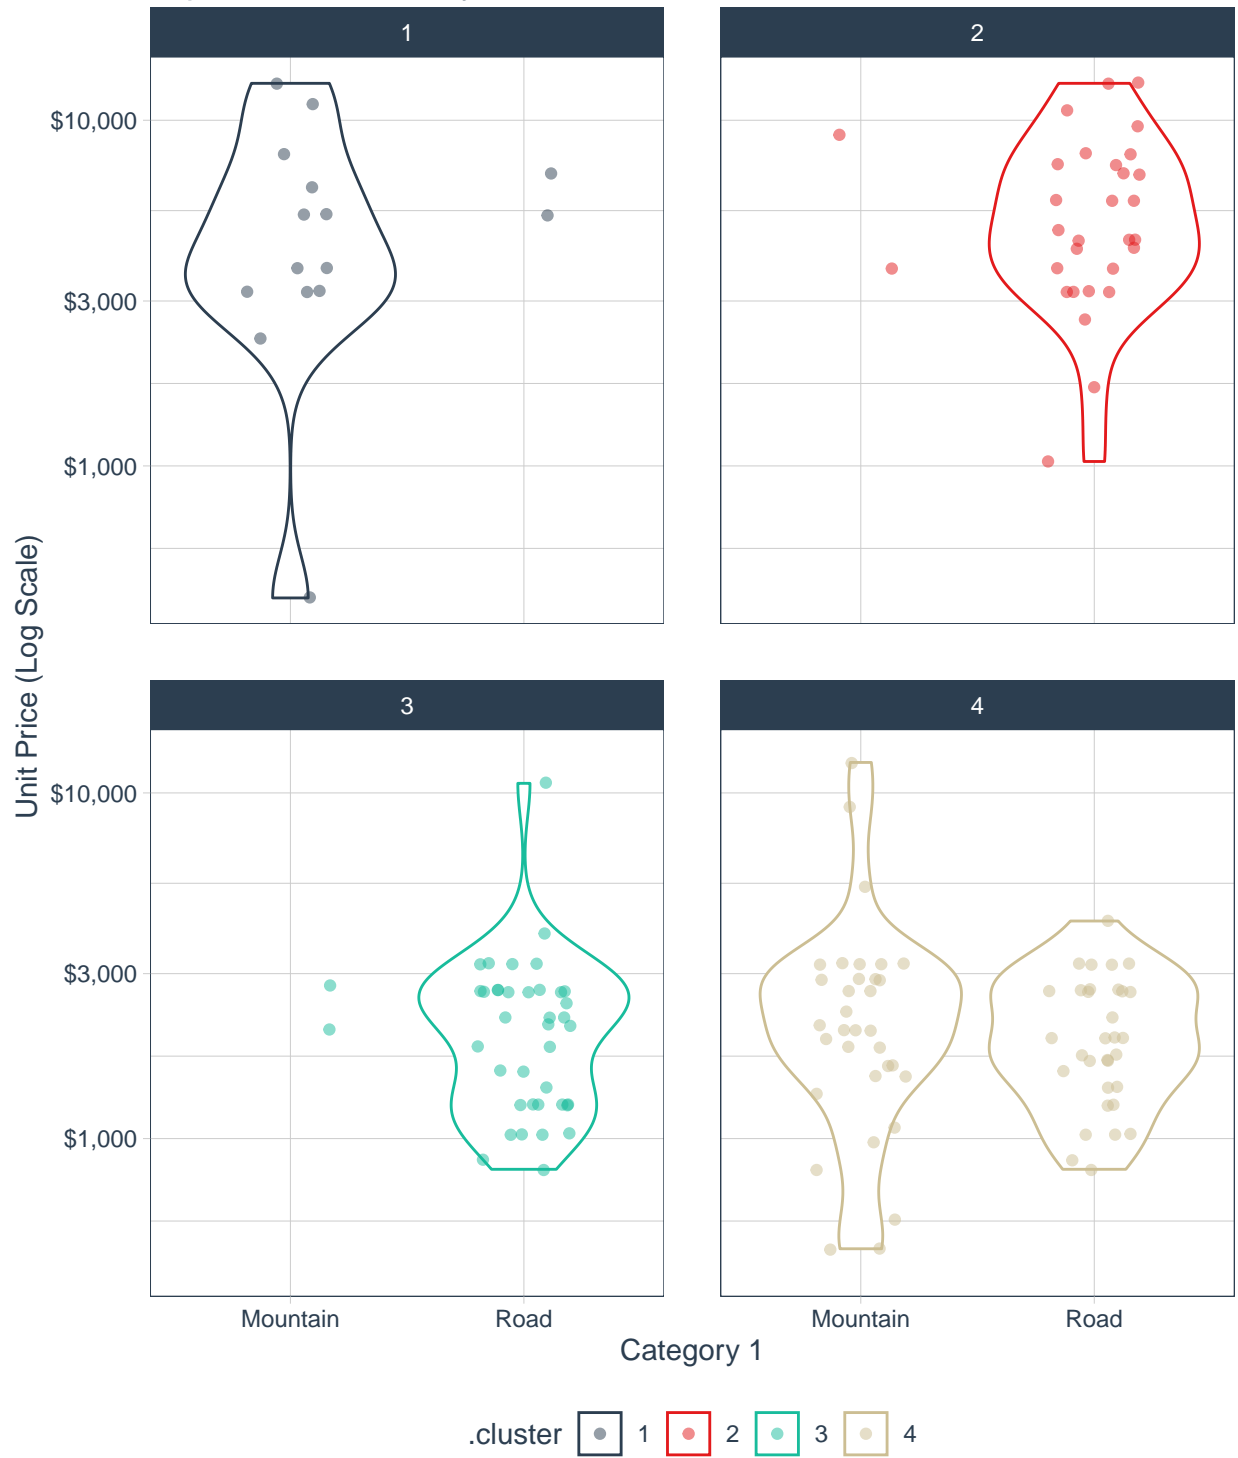 1
2
$10,000
$3,000
$1,000
Unit Price (Log Scale)
3
4
$10,000
$3,000
$1,000
Mountain
Road
Mountain
Road
Category 1
.cluster 1 2 3 4